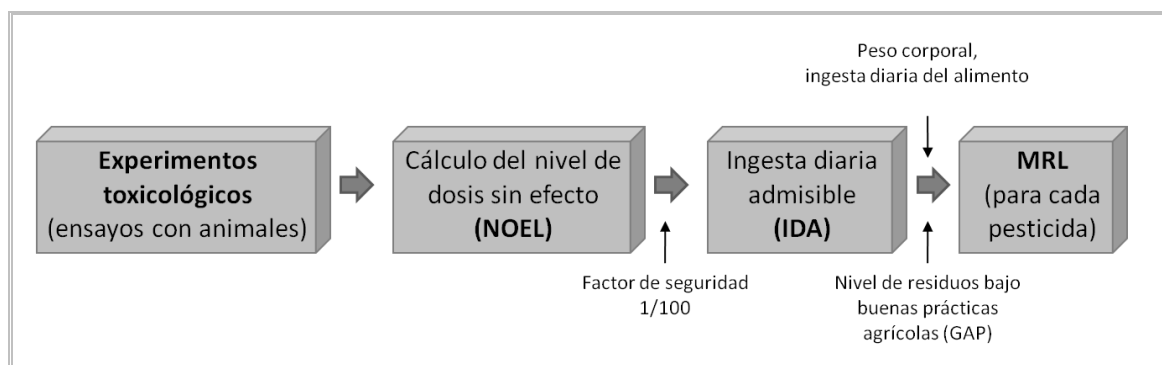 Peso corporal,
ingesta diaria del alimento
Experimentos
toxicológicos
(ensayos con animales)
Cálculo del nivel de
dosis sin efecto
(NOEL)
Ingesta diaria
admisible
(IDA)
MRL
(para cada
pesticida)
Factor de seguridad
1/100
Nivel de residuos bajo
buenas prácticas
agrícolas (GAP)